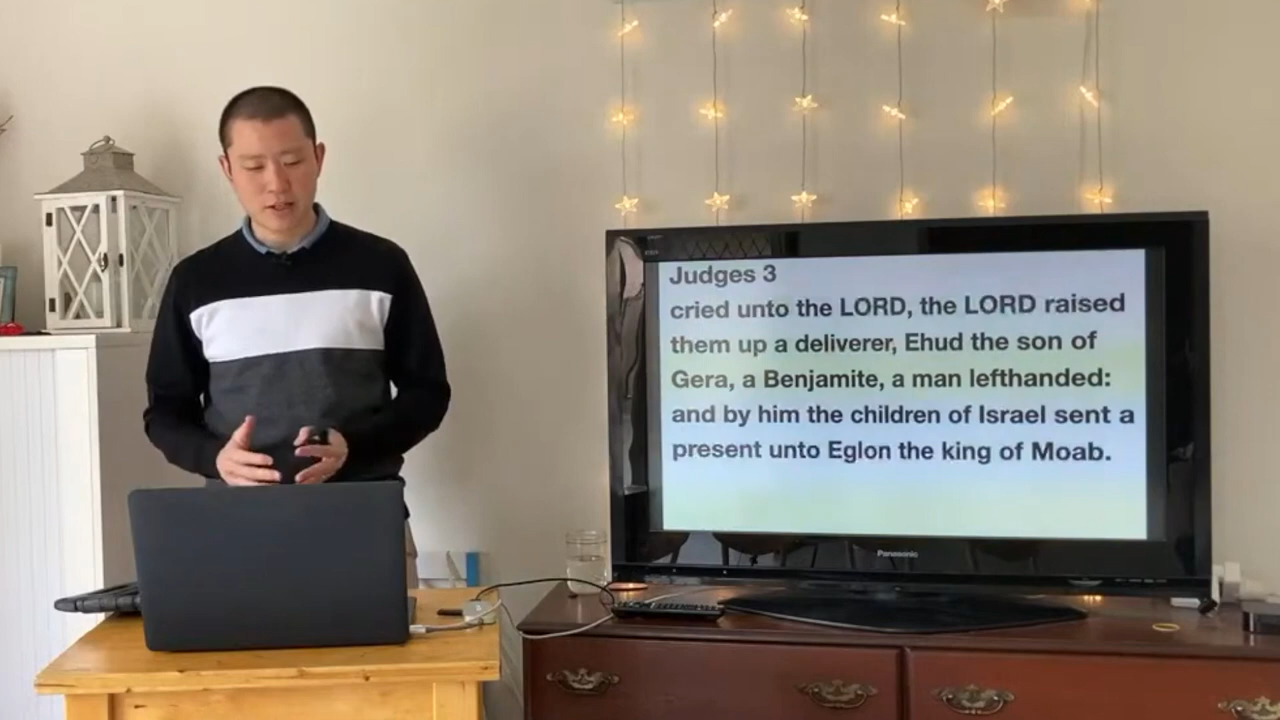 Judges 3
cried unto the LORD, the LORD raised
them up a deliverer, Ehud the son of
Gera, a Benjamite, a man lefthanded:
and by him the children of Israel sent a
present unto Eglon the king of Moab.
Panasonic